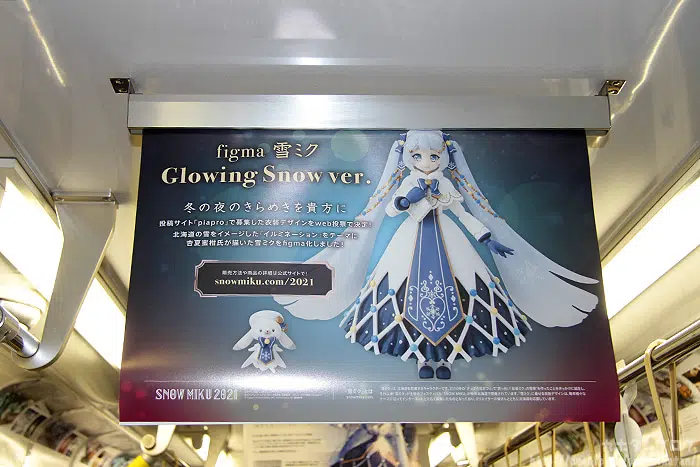 figma 雪ミク
Glowing Snow ver.
冬の夜のきらめきを貴方に
投稿サイト「piapro」で募集した衣装デザインをweb投票で決定!
北海道の雪をイメージした「イルミネーション」をテーマに
杏夏蜜柑氏が描いた雪ミクをfigma化しました!
販売方法や商品の詳細は公式サイトで!
snowmiku.com/2021
SNOW MIKU 2021